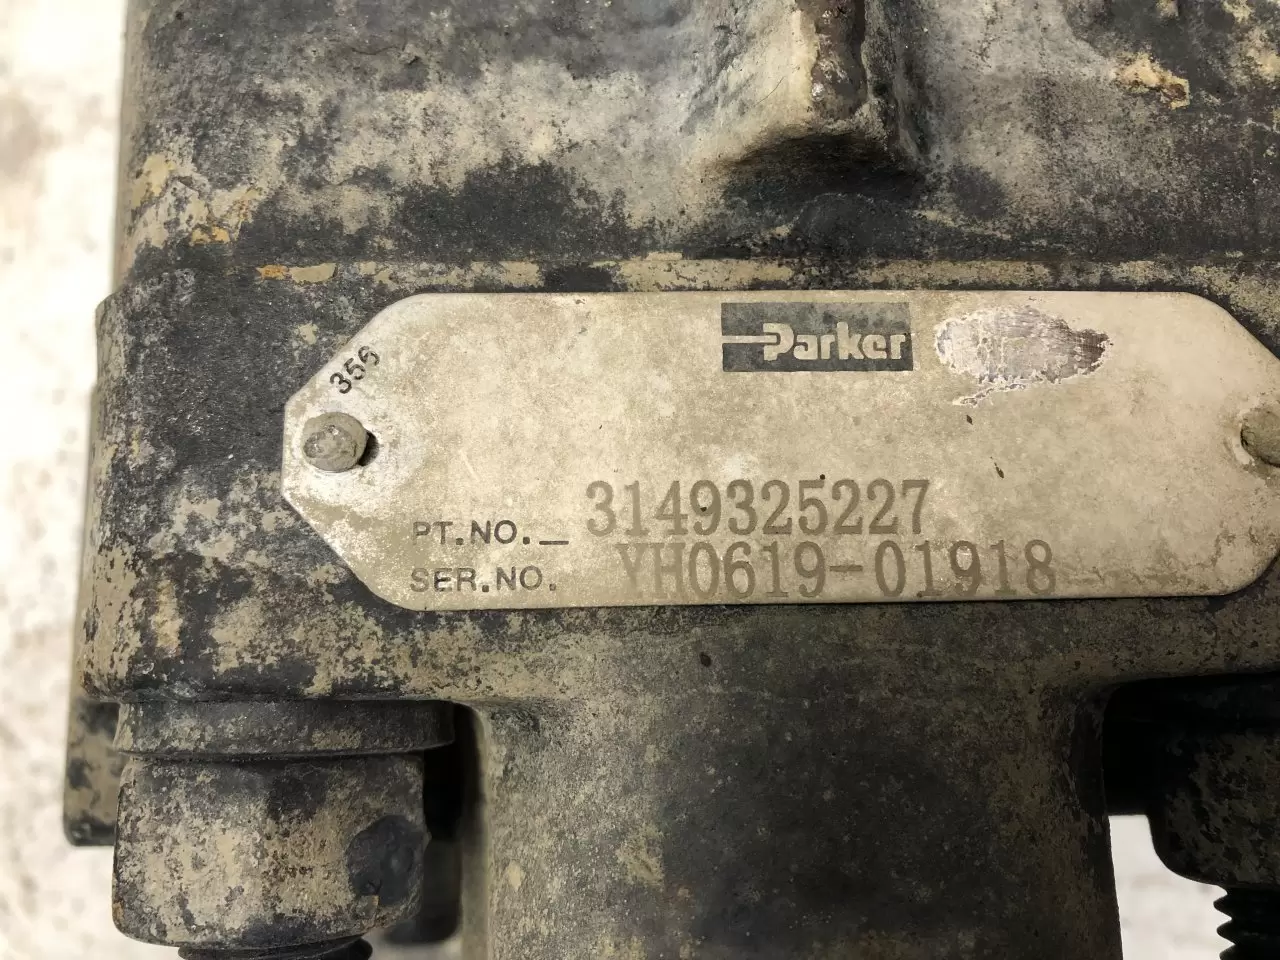 Parker
356
PT.NO. 3149325227
SER.NO. YH0619-01918